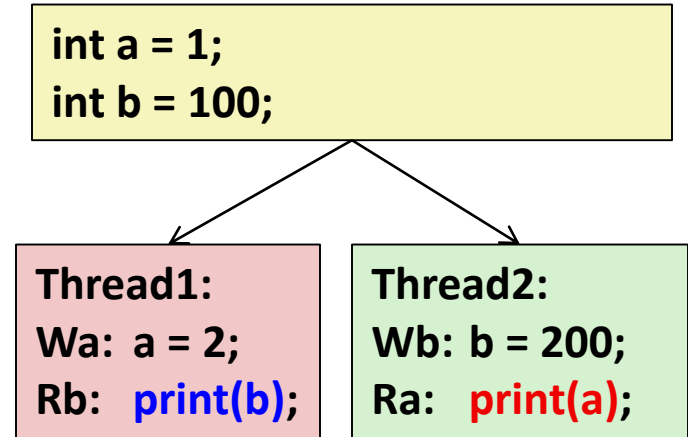 int a = 1;
int b = 100;
Thread1:
Wa: a = 2;
Rb: print(b);
Thread2:
Wb: b = 200;
Ra: print(a);